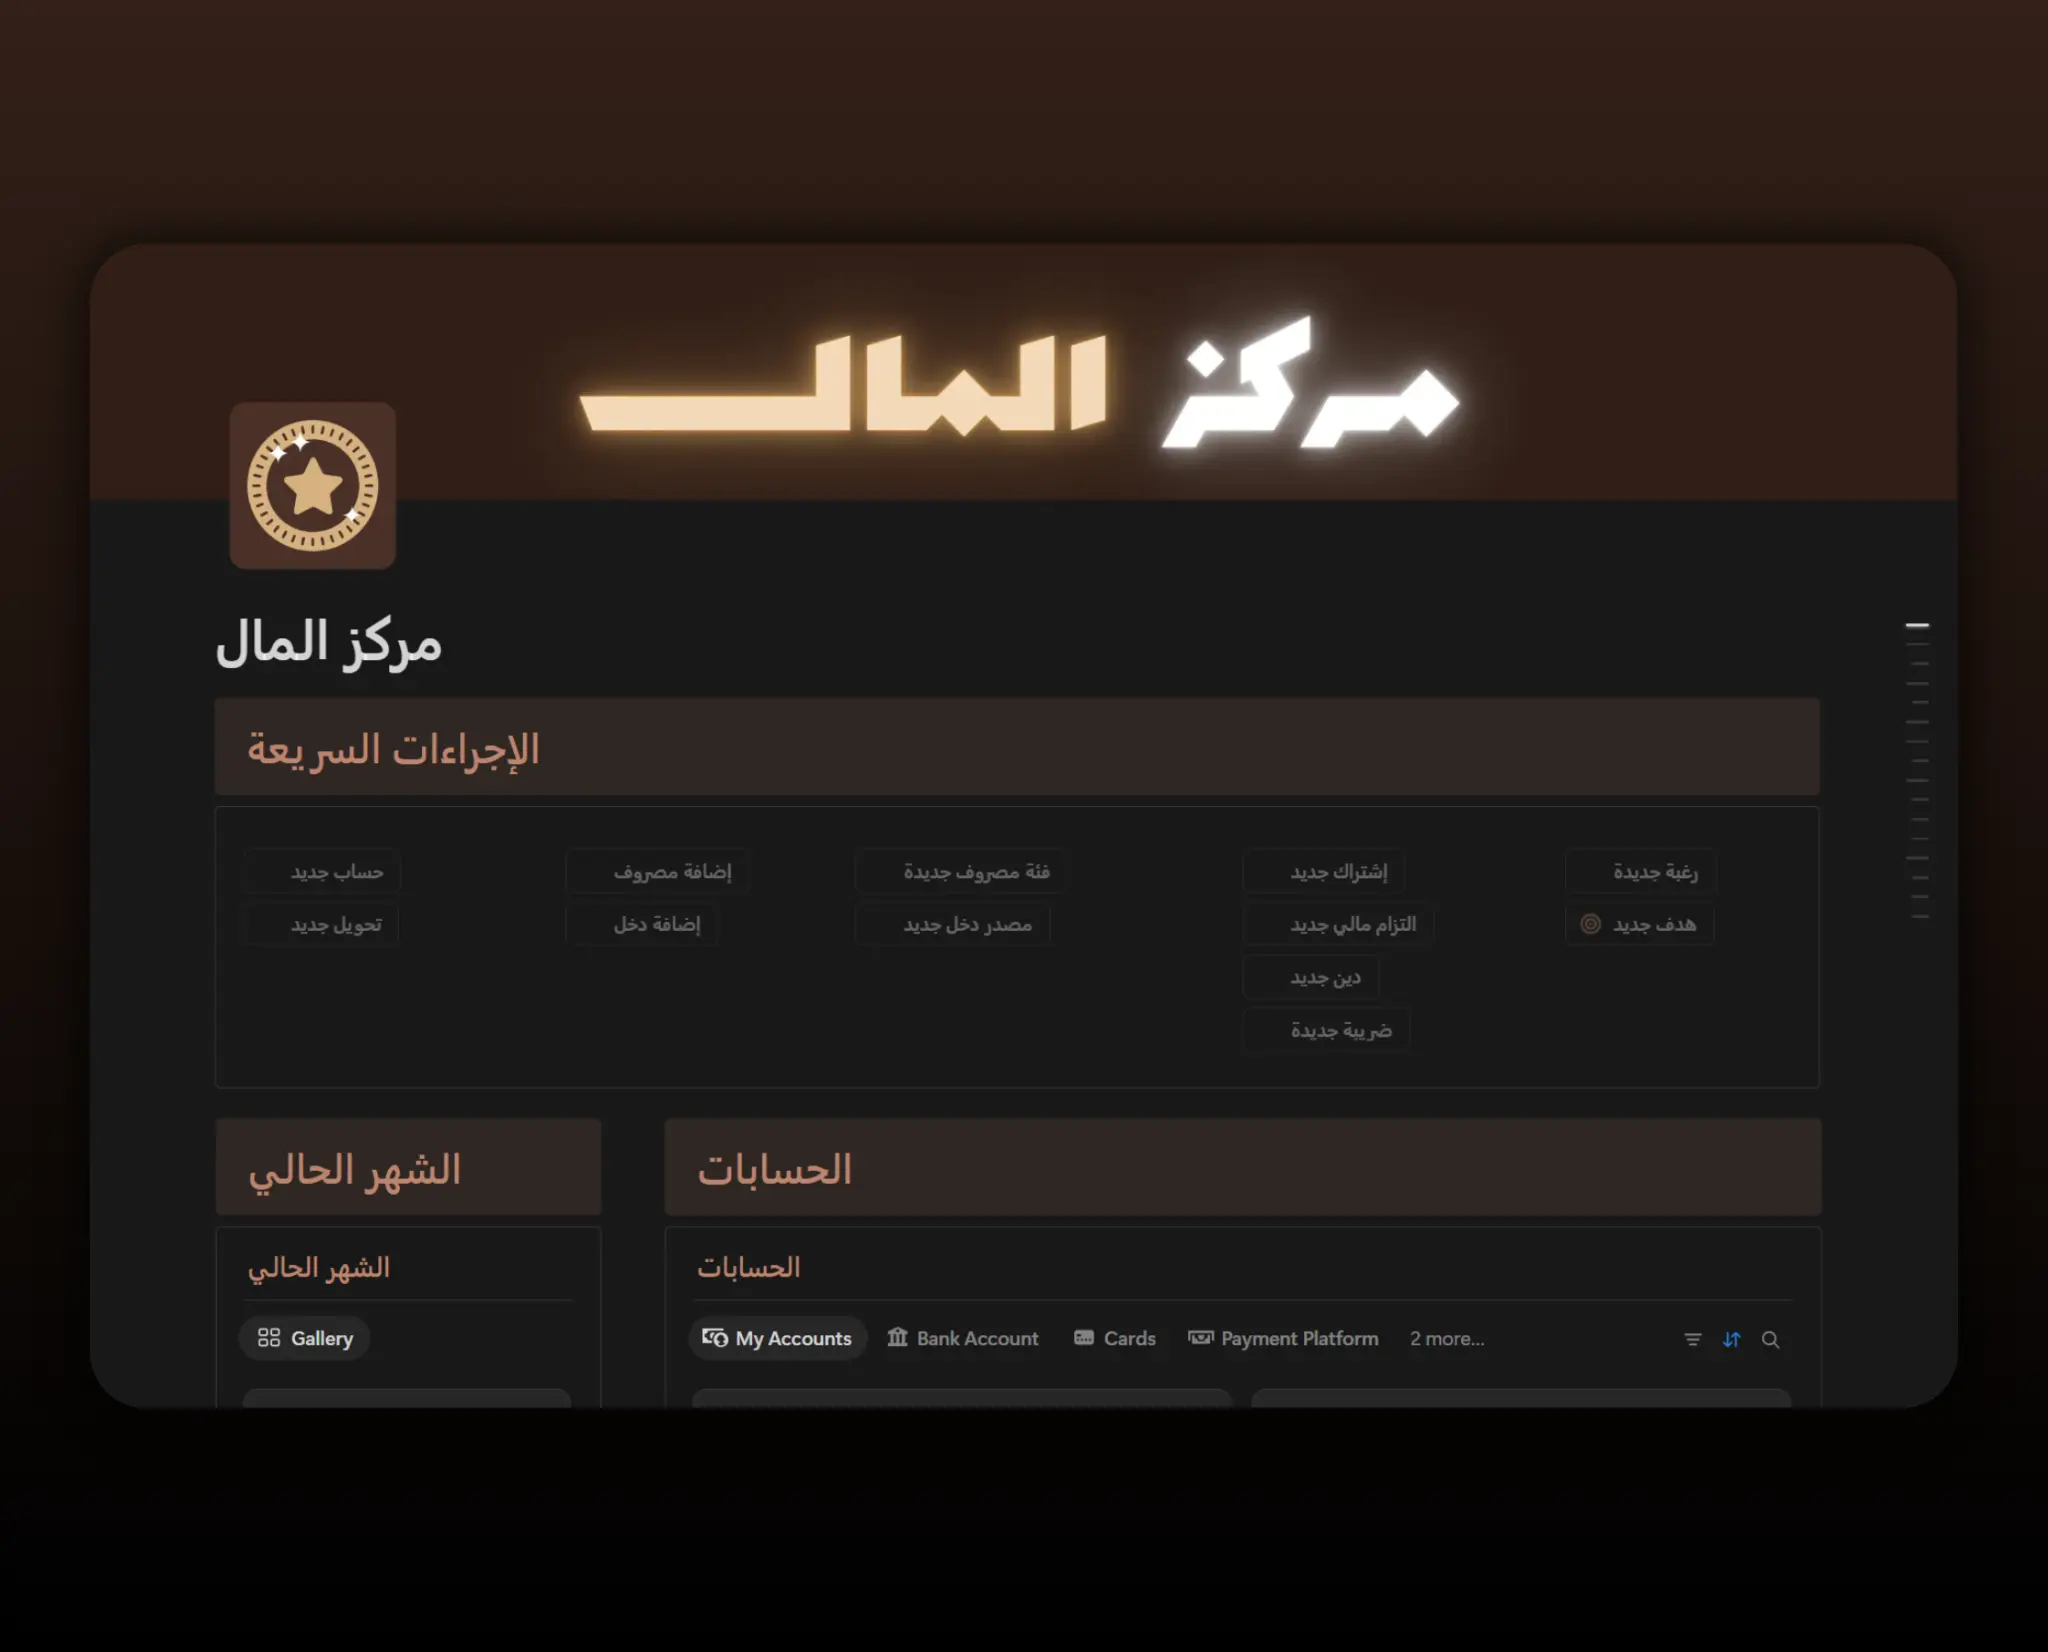 مركز المال
مركز المال
الإجراءات السريعة
حساب جديد
تحويل جديد
إضافة مصروف
إضافة دخل
فئة مصروف جديدة
مصدر دخل جديد
إشتراك جديد
التزام مالي جديد
دين جديد
ضريبة جديدة
رغبة جديدة
هدف جديد
الشهر الحالي
الشهر الحالي
Gallery
الحسابات
الحسابات
My Accounts Bank Account Cards Payment Platform 2 more...